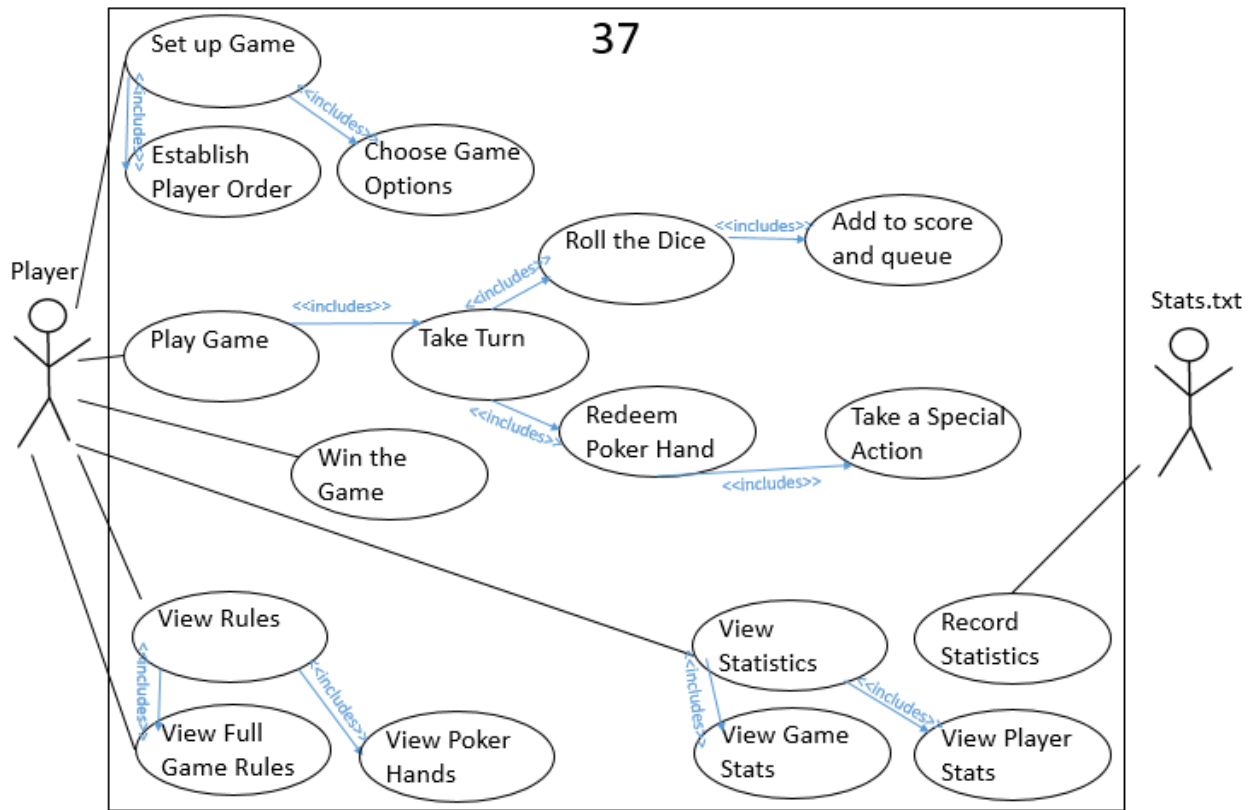 37
Set up Game
<<includes>>
<<includes>>
Establish
Player Order
Choose Game
Options
Player
Roll the Dice
<<includes>>
Add to score
and queue
Stats.txt
<<includes>>
<<includes>>
Play Game
Take Turn
<<includes>>
Redeem
Poker Hand
Take a Special
Action
<<includes>>
Win the
Game
View Rules
<<includes>>
<<includes>>
View Full
Game Rules
View Poker
Hands
View
Statistics
Record
Statistics
<<includes>>
<<includes>>
View Game
Stats
View Player
Stats